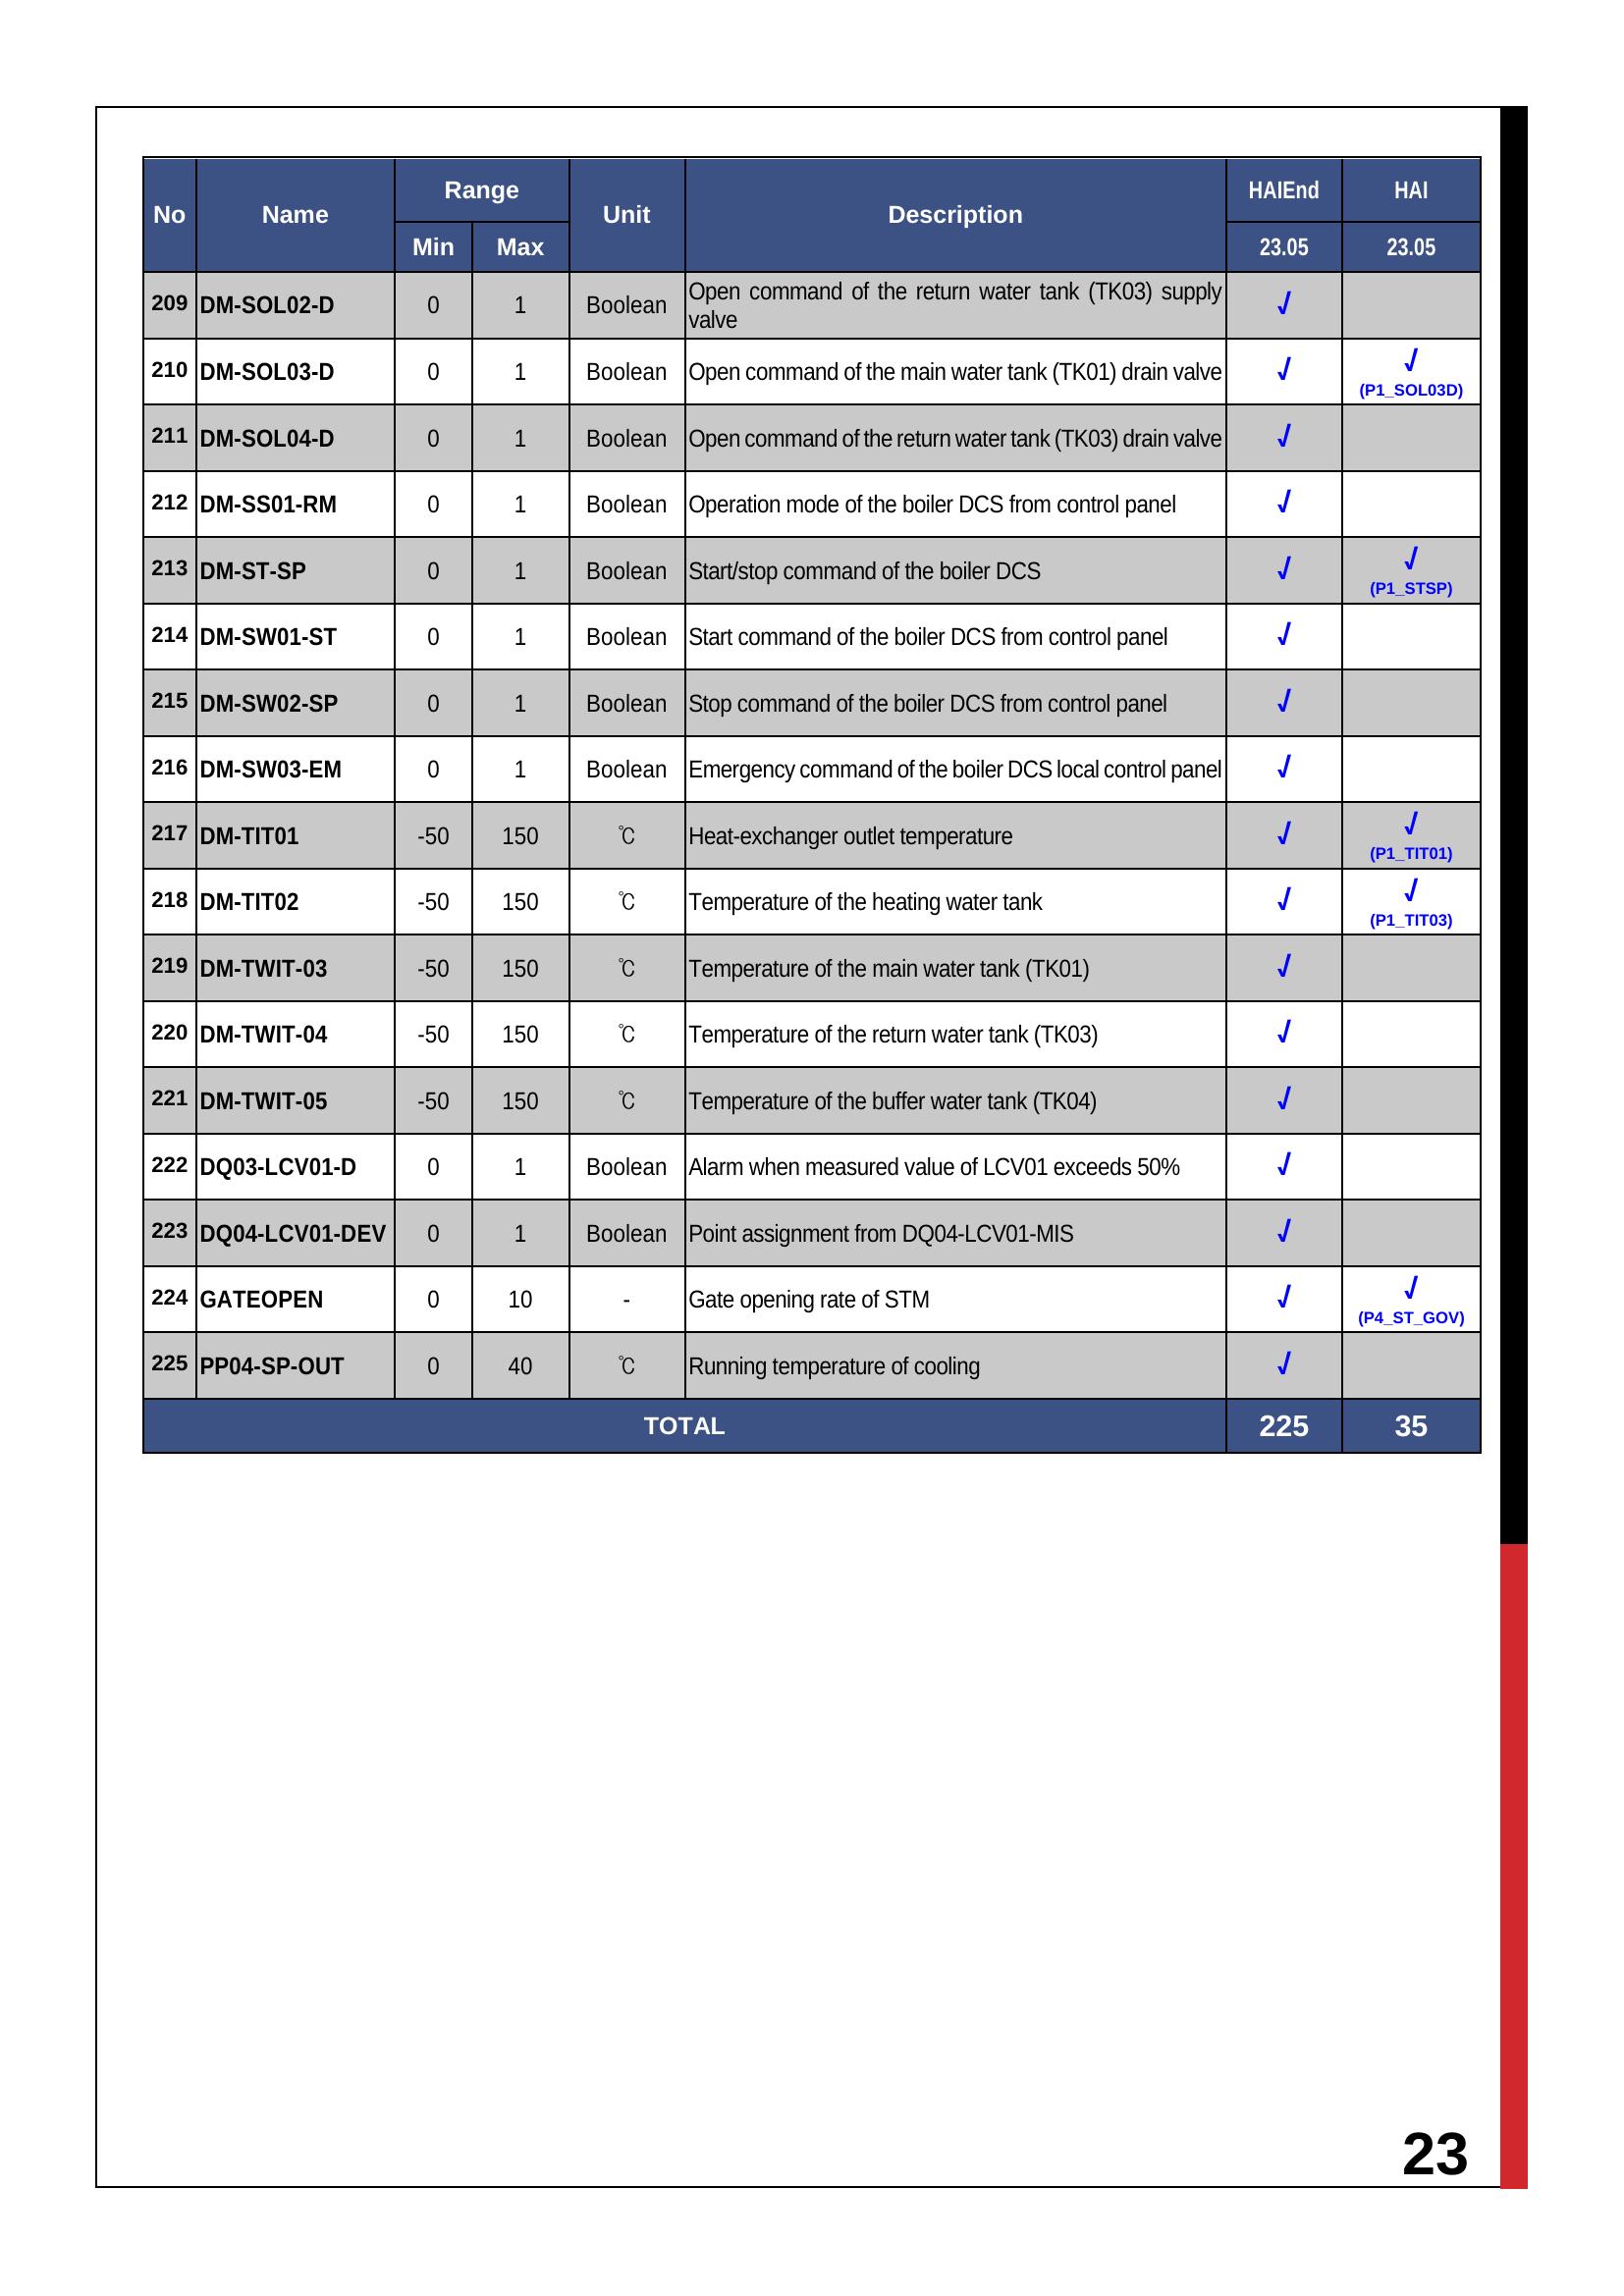 No Name Range Unit Description HAIEnd HAI
Min Max 23.05 23.05
209 DM-SOL02-D 0 1 Boolean Open command of the return water tank (TK03) supply
valve √
210 DM-SOL03-D 0 1 Boolean Open command of the main water tank (TK01) drain valve √ √
(P1_SOL03D)
211 DM-SOL04-D 0 1 Boolean Open command of the return water tank (TK03) drain valve √
212 DM-SS01-RM 0 1 Boolean Operation mode of the boiler DCS from control panel √
213 DM-ST-SP 0 1 Boolean Start/stop command of the boiler DCS √ √
(P1_STSP)
214 DM-SW01-ST 0 1 Boolean Start command of the boiler DCS from control panel √
215 DM-SW02-SP 0 1 Boolean Stop command of the boiler DCS from control panel √
216 DM-SW03-EM 0 1 Boolean Emergency command of the boiler DCS local control panel √
217 DM-TIT01 -50 150 ℃ Heat-exchanger outlet temperature √ √
(P1_TIT01)
218 DM-TIT02 -50 150 ℃ Temperature of the heating water tank √ √
(P1_TIT03)
219 DM-TWIT-03 -50 150 ℃ Temperature of the main water tank (TK01) √
220 DM-TWIT-04 -50 150 ℃ Temperature of the return water tank (TK03) √
221 DM-TWIT-05 -50 150 ℃ Temperature of the buffer water tank (TK04) √
222 DQ03-LCV01-D 0 1 Boolean Alarm when measured value of LCV01 exceeds 50% √
223 DQ04-LCV01-DEV 0 1 Boolean Point assignment from DQ04-LCV01-MIS √
224 GATEOPEN 0 10 - Gate opening rate of STM √ √
(P4_ST_GOV)
225 PP04-SP-OUT 0 40 ℃ Running temperature of cooling √
TOTAL 225 35
23